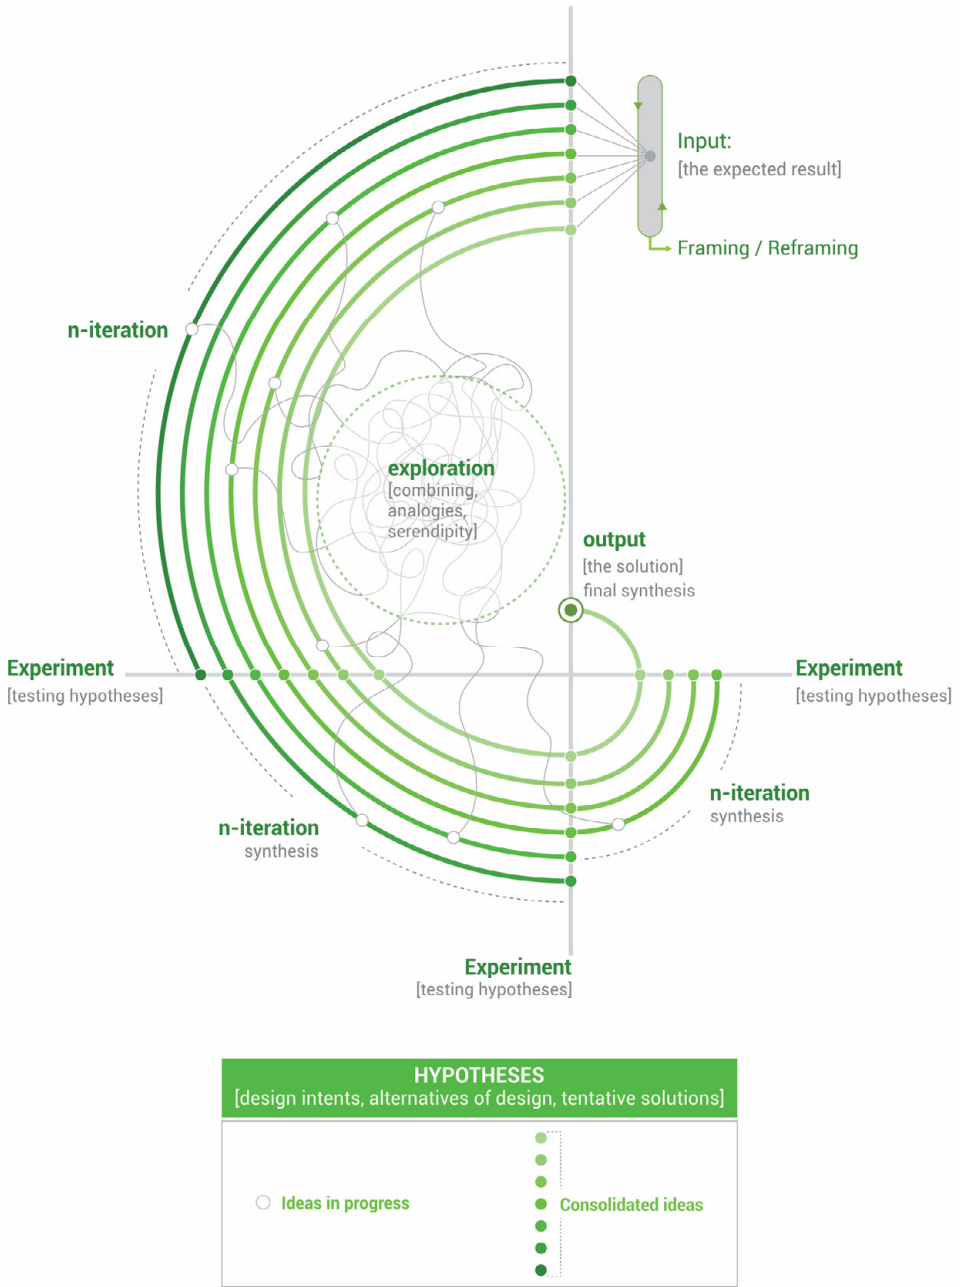 Input:
[the expected result]
Framing / Reframing
n-iteration
exploration
[combining,
analogies,
serendipity]
output
[the solution]
final synthesis
Experiment
[testing hypotheses]
Experiment
[testing hypotheses]
n-iteration
synthesis
n-iteration
synthesis
Experiment
[testing hypotheses]
HYPOTHESES
[design intents, alternatives of design, tentative solutions]
Ideas in progress
Consolidated ideas